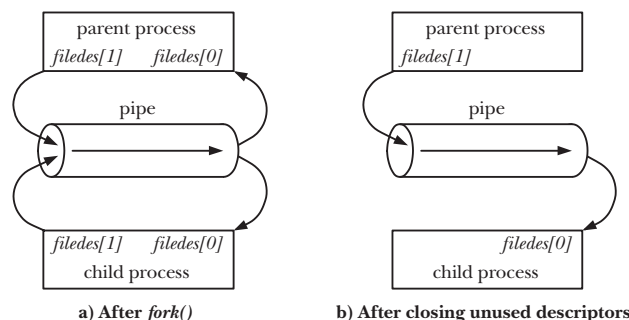 parent process
filedes[1] filedes[0]
pipe
filedes[1] filedes[0]
child process
a) After fork()
parent process
filedes[1]
pipe
filedes[0]
child process
b) After closing unused descriptors